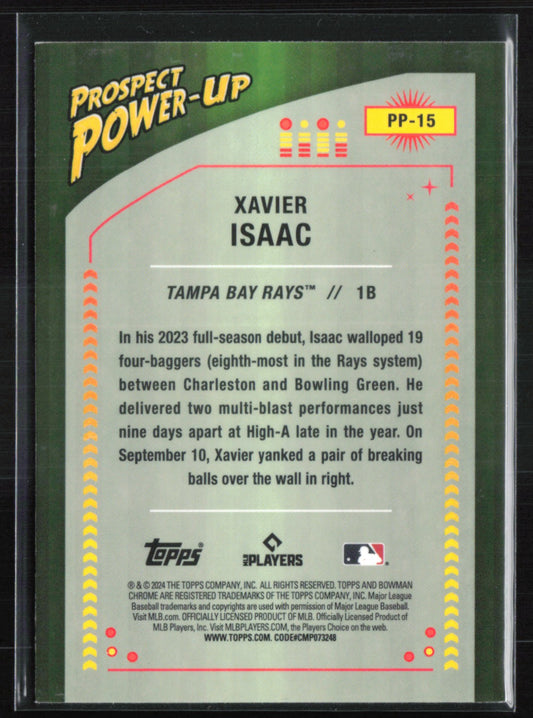 PROSPECT
POWER-UP
PP-15
XAVIER
ISAAC
TAMPA BAY RAYS™ // 1B
In his 2023 full-season debut, Isaac walloped 19
four-baggers (eighth-most in the Rays system)
between Charleston and Bowling Green. He
delivered two multi-blast performances just
nine days apart at High-A late in the year. On
September 10, Xavier yanked a pair of breaking
balls over the wall in right.
Topps®
MLB PLAYERS
® & © 2024 THE TOPPS COMPANY, INC. ALL RIGHTS RESERVED. TOPPS AND BOWMAN
CHROME ARE REGISTERED TRADEMARKS OF THE TOPPS COMPANY, INC. Major League
Baseball trademarks and copyrights are used with permission of Major League Baseball.
Visit MLB.com. OFFICIALLY LICENSED PRODUCT OF MLB. Officially Licensed Product of
MLB Players, Inc. Visit MLBPLAYERS.com, the Players Choice on the web.
WWW.TOPPS.COM. CODE#CMP073248